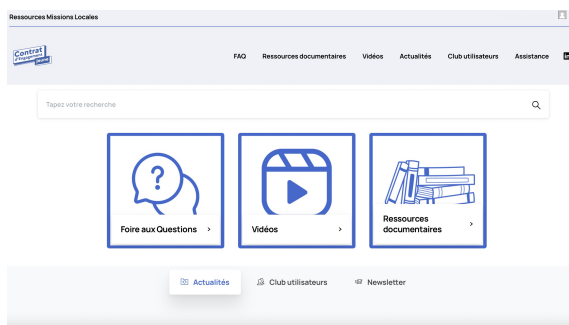 Ressources Missions Locales
Contrat
d'Engagement
FAQ Ressources documentaires Vidéos Actualités Club utilisateurs Assistance in
Tapez votre recherche
?
Foire aux Questions > Vidéos > Ressources
documentaires >
Actualités Club utilisateurs Newsletter